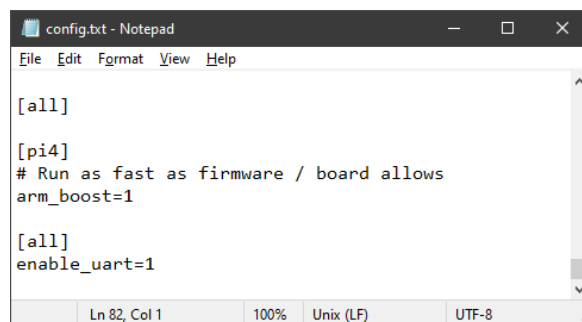 config.txt - Notepad
File Edit Format View Help
[all]
[pi4]
# Run as fast as firmware / board allows
arm_boost=1
[all]
enable_uart=1
Ln 82, Col 1 100% Unix (LF) UTF-8